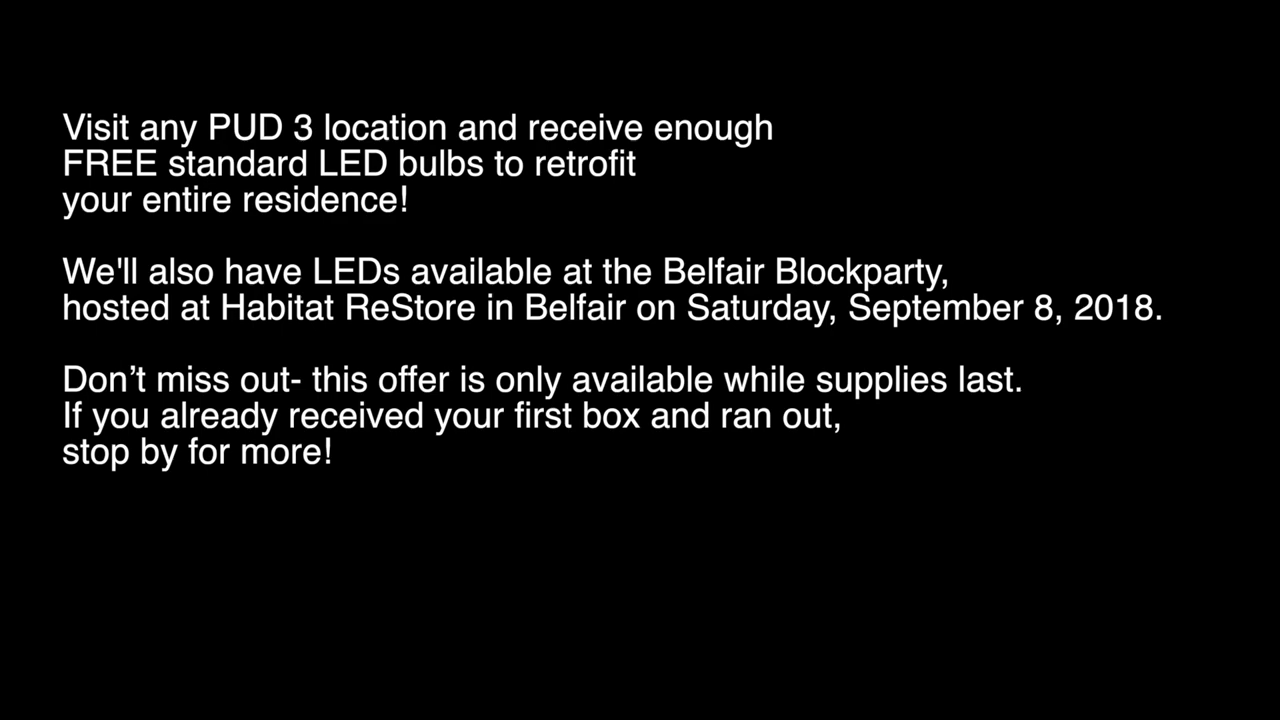 Visit any PUD 3 location and receive enough
FREE standard LED bulbs to retrofit
your entire residence!
We'll also have LEDs available at the Belfair Blockparty,
hosted at Habitat ReStore in Belfair on Saturday, September 8, 2018.
Don’t miss out- this offer is only available while supplies last.
If you already received your first box and ran out,
stop by for more!